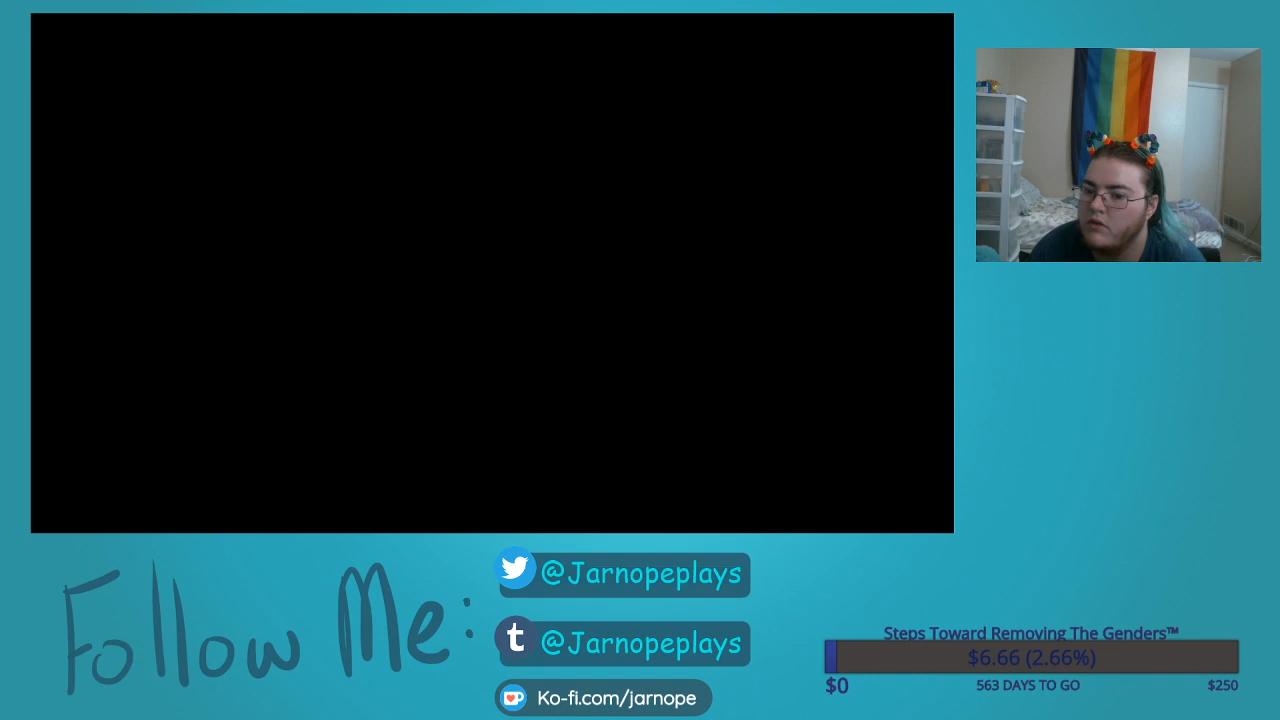 Follow Me:
@Jarnopeplays
t @Jarnopeplays
Ko-fi.com/jarnope
Steps Toward Removing The Genders™
$6.66 (2.66%)
$0 563 DAYS TO GO $250